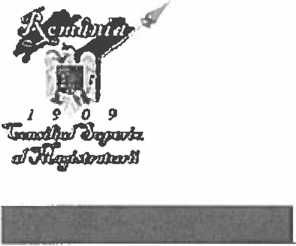 România
1 9 0 9
Consiliul Superior
al Magistraturii